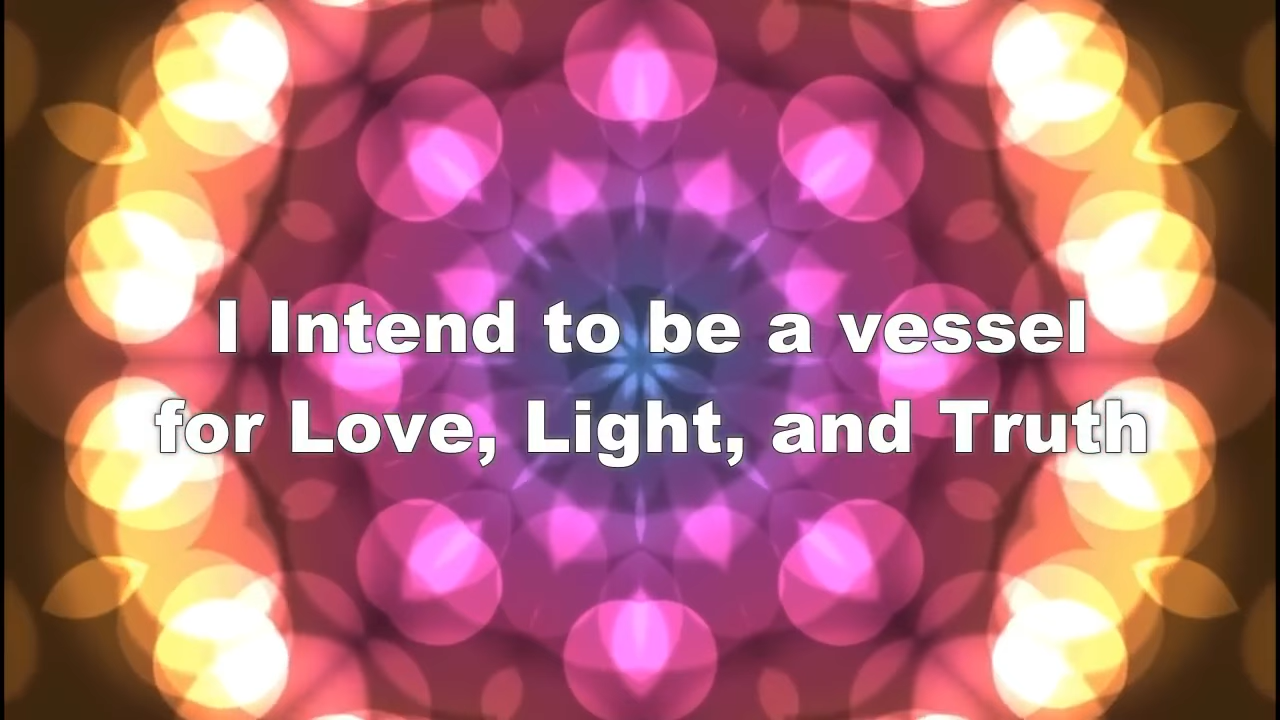 I Intend to be a vessel
for Love, Light, and Truth